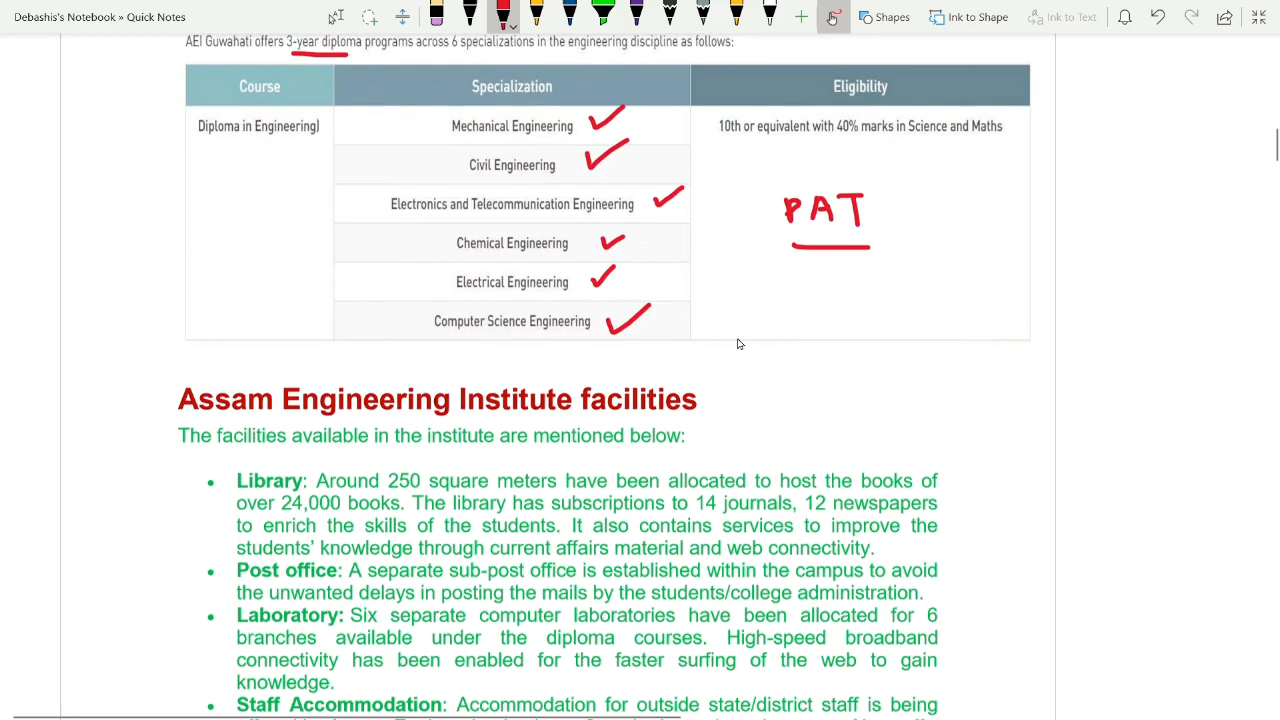 Debashis's Notebook » Quick Notes
Shapes
Ink to Shape
Ink to Text
AEI Guwahati offers 3-year diploma programs across 6 specializations in the engineering discipline as follows:
Course Specialization Eligibility
Diploma in Engineering) Mechanical Engineering 10th or equivalent with 40% marks in Science and Maths
Civil Engineering
Electronics and Telecommunication Engineering
PAT
Chemical Engineering
Electrical Engineering
Computer Science Engineering
Assam Engineering Institute facilities
The facilities available in the institute are mentioned below:
• Library: Around 250 square meters have been allocated to host the books of
over 24,000 books. The library has subscriptions to 14 journals, 12 newspapers
to enrich the skills of the students. It also contains services to improve the
students' knowledge through current affairs material and web connectivity.
• Post office: A separate sub-post office is established within the campus to avoid
the unwanted delays in posting the mails by the students/college administration.
• Laboratory: Six separate computer laboratories have been allocated for 6
branches available under the diploma courses. High-speed broadband
connectivity has been enabled for the faster surfing of the web to gain
knowledge.
• Staff Accommodation: Accommodation for outside state/district staff is being